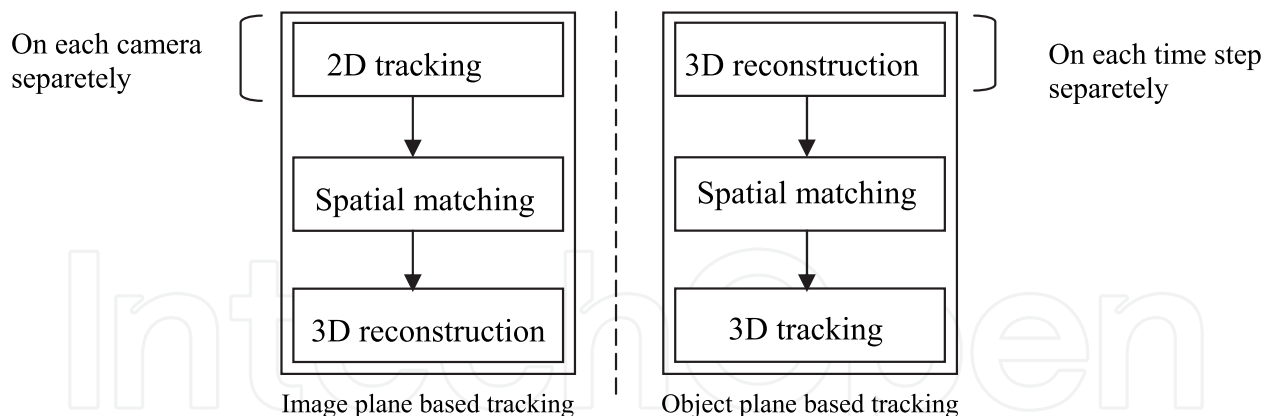 On each camera
separetely
2D tracking
Spatial matching
3D reconstruction
Image plane based tracking
3D reconstruction
Spatial matching
3D tracking
Object plane based tracking
On each time step
separetely
IntechOpen